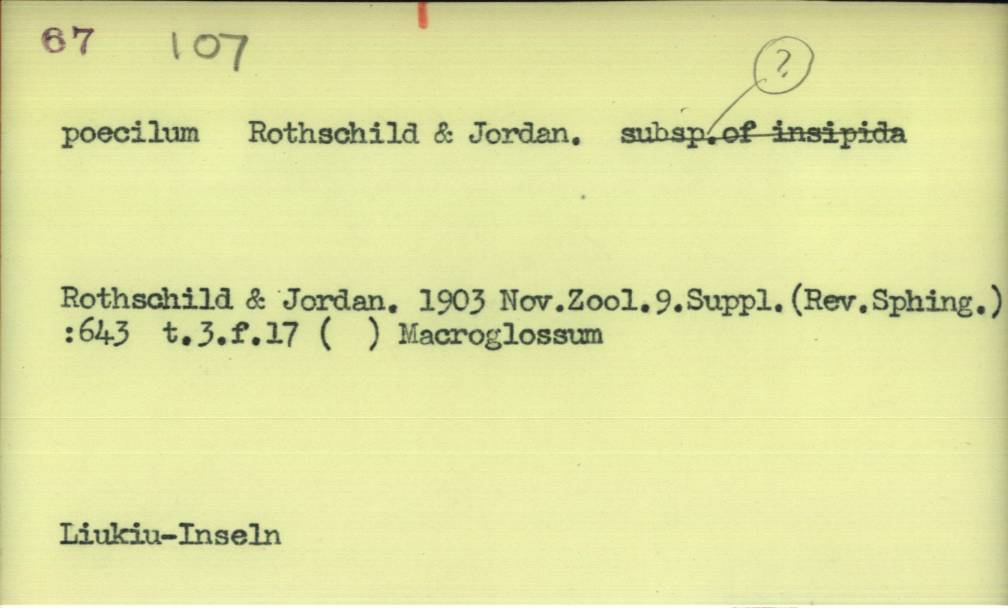 67 107
?
poecilum Rothschild & Jordan. subsp. of insipida
Rothschild & Jordan. 1903 Nov.Zool.9.Suppl.(Rev.Sphing.)
:643 t.3.f.17 ( ) Macroglossum
Liukiu-Inseln